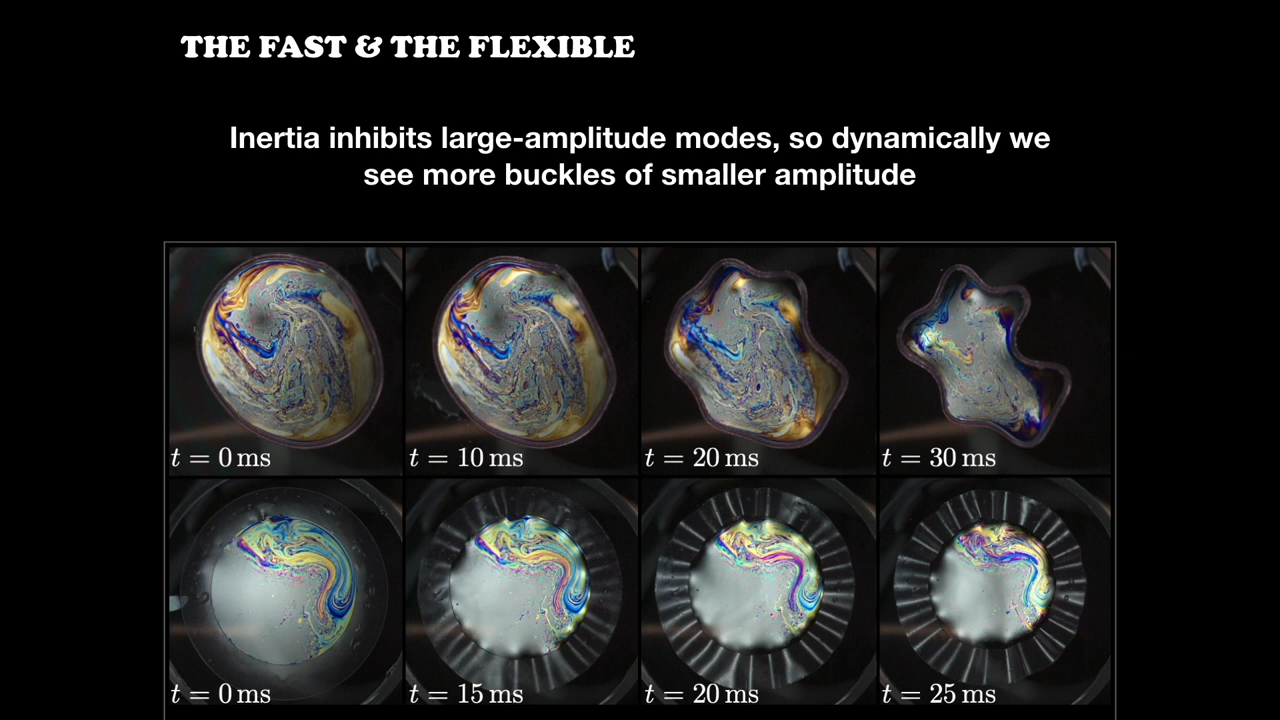 THE FAST & THE FLEXIBLE
Inertia inhibits large-amplitude modes, so dynamically we
see more buckles of smaller amplitude
t = 0 ms
t = 10 ms
t = 20 ms
t = 30 ms
t = 0 ms
t = 15 ms
t = 20 ms
t = 25 ms